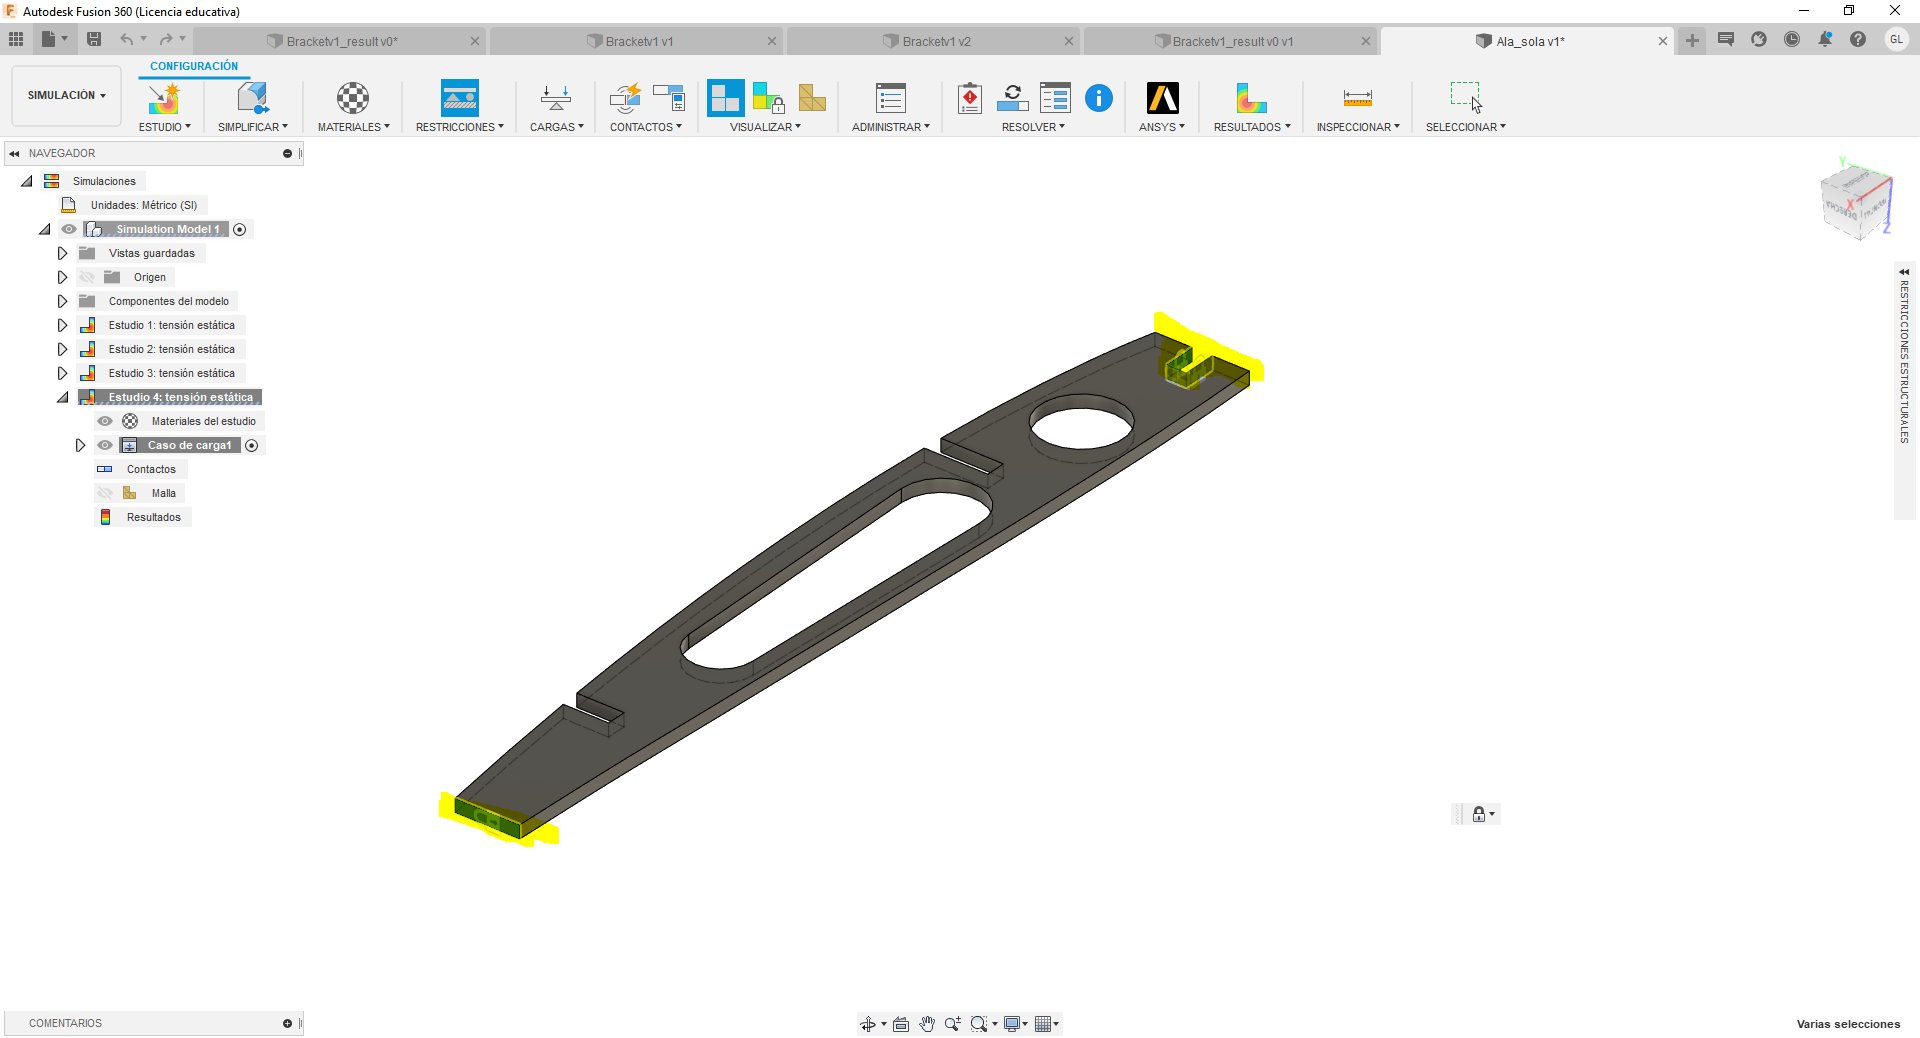 Autodesk Fusion 360 (Licencia educativa)
Bracketv1_result v0*
Bracketv1 v1
Bracketv1 v2
Bracketv1_result v0 v1
Ala_sola v1*
GL
CONFIGURACIÓN
SIMULACIÓN
ESTUDIO
SIMPLIFICAR
MATERIALES
RESTRICCIONES
CARGAS
CONTACTOS
VISUALIZAR
ADMINISTRAR
RESOLVER
ANSYS
RESULTADOS
INSPECCIONAR
SELECCIONAR
NAVEGADOR
Simulaciones
Unidades: Métrico (SI)
Simulation Model 1
Vistas guardadas
Origen
Componentes del modelo
Estudio 1: tensión estática
Estudio 2: tensión estática
Estudio 3: tensión estática
Estudio 4: tensión estática
Materiales del estudio
Caso de carga1
Contactos
Malla
Resultados
Y
X
DERECHA
Z
RESTRICCIONES ESTRUCTURALES
COMENTARIOS
Varias selecciones